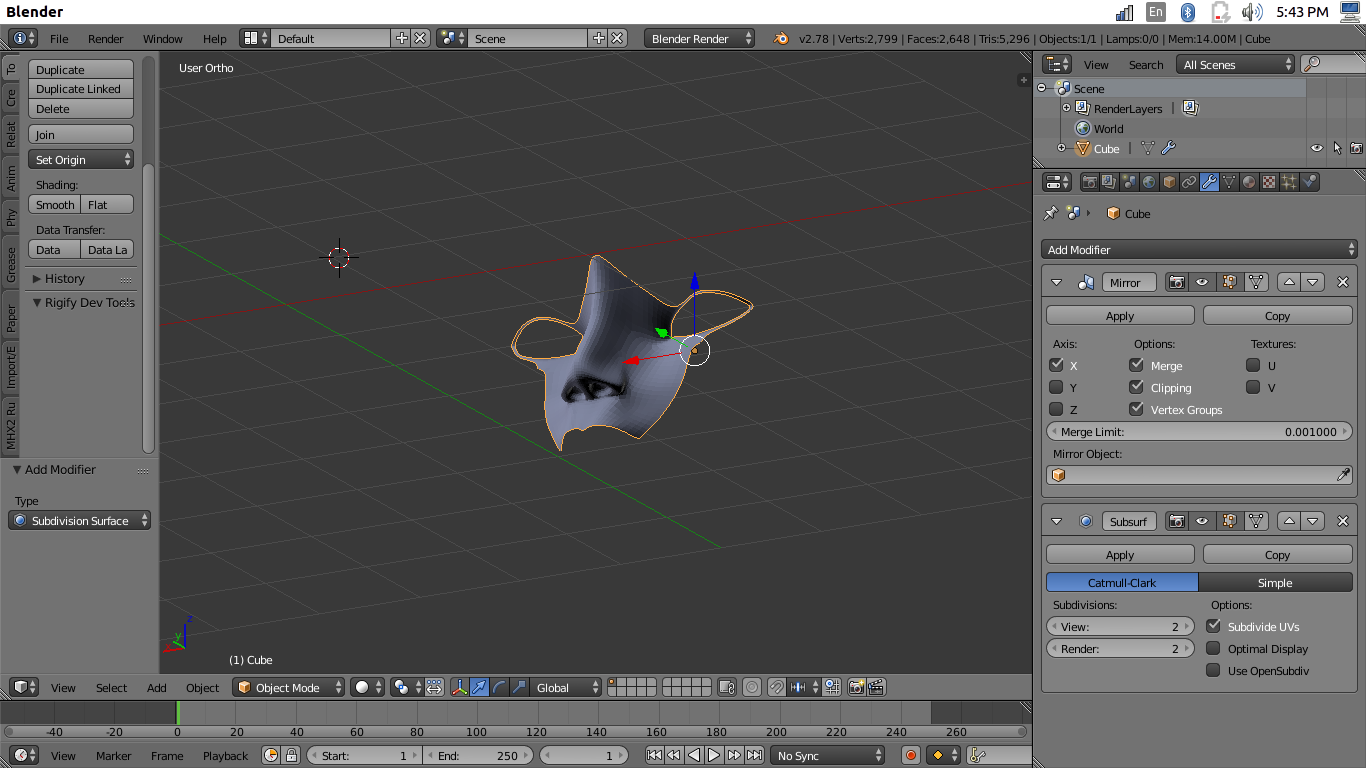 Blender
En
5:43 PM
File Render Window Help Default Scene Blender Render v2.78 | Verts:2,799 | Faces:2,648 | Tris:5,296 | Objects:1/1 | Lamps:0/0 | Mem:14.00M | Cube
To
Cre
Relat
Anim
Phy
Grease
Paper
Import/E
MHX2 Ru
Duplicate
Duplicate Linked
Delete
Join
Set Origin
Shading:
Smooth Flat
Data Transfer:
Data Data La
History
Rigify Dev Tools
Add Modifier
Type
Subdivision Surface
User Ortho
z
y
x
(1) Cube
View Select Add Object Object Mode Global
-40 -20 0 20 40 60 80 100 120 140 160 180 200 220 240 260
View Marker Frame Playback Start: 1 End: 250 1 No Sync
View Search All Scenes
Scene
RenderLayers |
World
Cube |
Cube
Add Modifier
Mirror
Apply Copy
Axis: Options: Textures:
X Merge U
Y Clipping V
Z Vertex Groups
Merge Limit: 0.001000
Mirror Object:
Subsurf
Apply Copy
Catmull-Clark Simple
Subdivisions: Options:
View: 2 Subdivide UVs
Render: 2 Optimal Display
Use OpenSubdiv